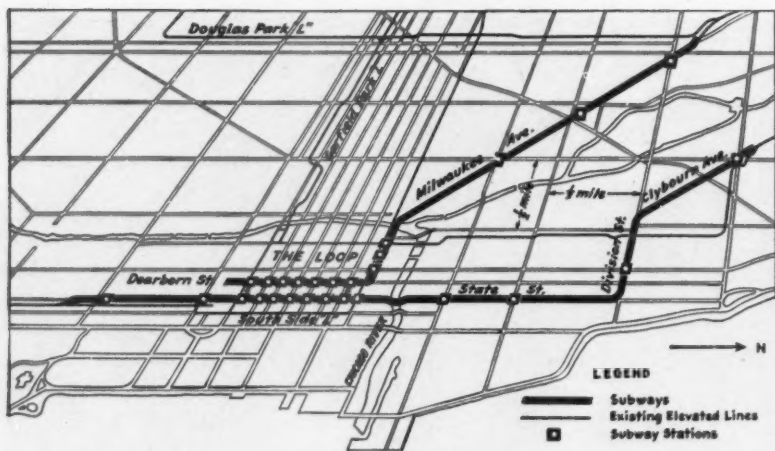 Douglas Park "L"
Garfield Park L
Milwaukee Ave.
Clybourn Ave.
½ mile
½ mile
THE LOOP
Dearborn St.
Division St.
State St.
South Side "L"
CHICAGO RIVER
N
LEGEND
Subways
Existing Elevated Lines
Subway Stations